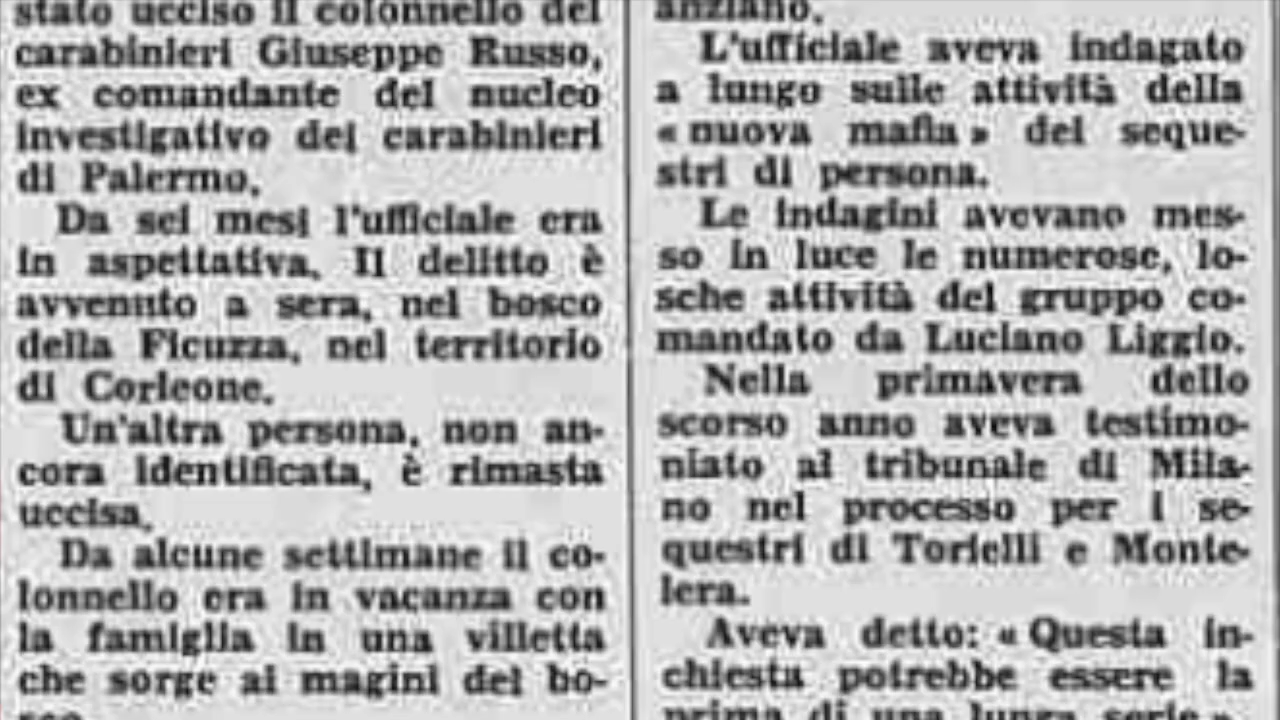 stato ucciso il colonnello dei
carabinieri Giuseppe Russo,
ex comandante del nucleo
investigativo dei carabinieri
di Palermo.
Da sei mesi l'ufficiale era
in aspettativa. Il delitto è
avvenuto a sera, nel bosco
della Ficuzza, nel territorio
di Corleone.
Un'altra persona, non an-
cora identificata, è rimasta
uccisa.
Da alcune settimane il co-
lonnello era in vacanza con
la famiglia in una villetta
che sorge ai magini del bo-
sco.
anziano.
L'ufficiale aveva indagato
a lungo sulle attività della
«nuova mafia» dei seque-
stri di persona.
Le indagini avevano mes-
so in luce le numerose, lo-
sche attività del gruppo co-
mandato da Luciano Liggio.
Nella primavera dello
scorso anno aveva testimo-
niato al tribunale di Mila-
no nel processo per i se-
questri di Torielli e Monte-
lera.
Aveva detto: «Questa in-
chiesta potrebbe essere la
prima di una lunga serie».